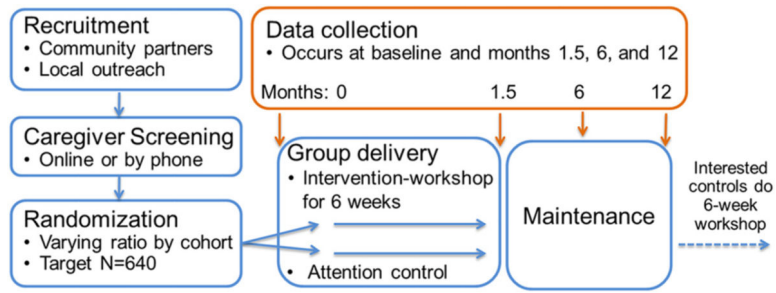 Recruitment
• Community partners
• Local outreach
Caregiver Screening
• Online or by phone
Randomization
• Varying ratio by cohort
• Target N=640
Data collection
• Occurs at baseline and months 1.5, 6, and 12
Months: 0 1.5 6 12
Group delivery
• Intervention-workshop
for 6 weeks
• Attention control
Maintenance
Interested
controls do
6-week
workshop